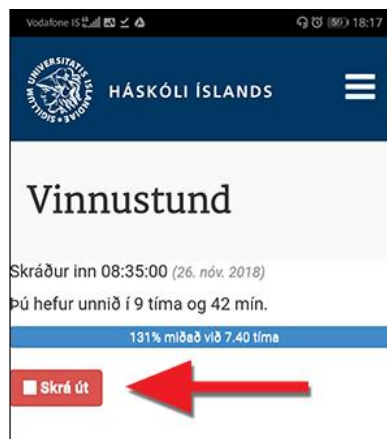 Vodafone IS 18:17
HÁSKÓLI ÍSLANDS
Vinnustund
Skráður inn 08:35:00 (26. nóv. 2018)
Þú hefur unnið í 9 tíma og 42 mín.
131% miðað við 7.40 tíma
Skrá út